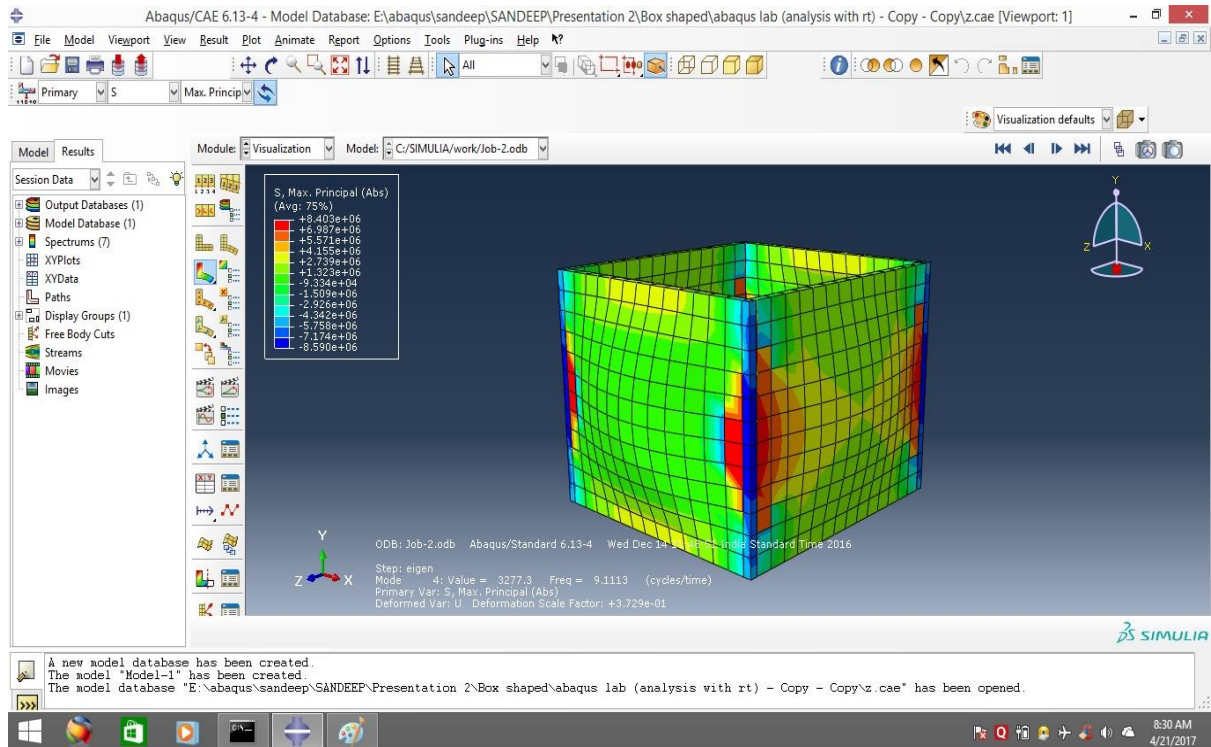 Abaqus/CAE 6.13-4 - Model Database: E:\abaqus\sandeep\SANDEEP\Presentation 2\Box shaped\abaqus lab (analysis with rt) - Copy - Copy\z.cae [Viewport: 1]
File Model Viewport View Result Plot Animate Report Options Tools Plug-ins Help
All
Primary S Max. Princip
Visualization defaults
Model Results
Module: Visualization Model: C:/SIMULIA/work/Job-2.odb
Session Data
Output Databases (1)
Model Database (1)
Spectrums (7)
XYPlots
XYData
Paths
Display Groups (1)
Free Body Cuts
Streams
Movies
Images
S, Max. Principal (Abs)
(Avg: 75%)
+8.403e+06
+6.987e+06
+5.571e+06
+4.155e+06
+2.739e+06
+1.323e+06
-9.334e+04
-1.509e+06
-2.926e+06
-4.342e+06
-5.758e+06
-7.174e+06
-8.590e+06
Y
Z
X
Y
Z
X
ODB: Job-2.odb Abaqus/Standard 6.13-4 Wed Dec 14 India Standard Time 2016
Step: eigen
Mode 4: Value = 3277.3 Freq = 9.1113 (cycles/time)
Primary Var: S, Max. Principal (Abs)
Deformed Var: U Deformation Scale Factor: +3.729e-01
SIMULIA
A new model database has been created.
The model "Model-1" has been created.
The model database "E:\abaqus\sandeep\SANDEEP\Presentation 2\Box shaped\abaqus lab (analysis with rt) - Copy - Copy\z.cae" has been opened.
8:30 AM
4/21/2017